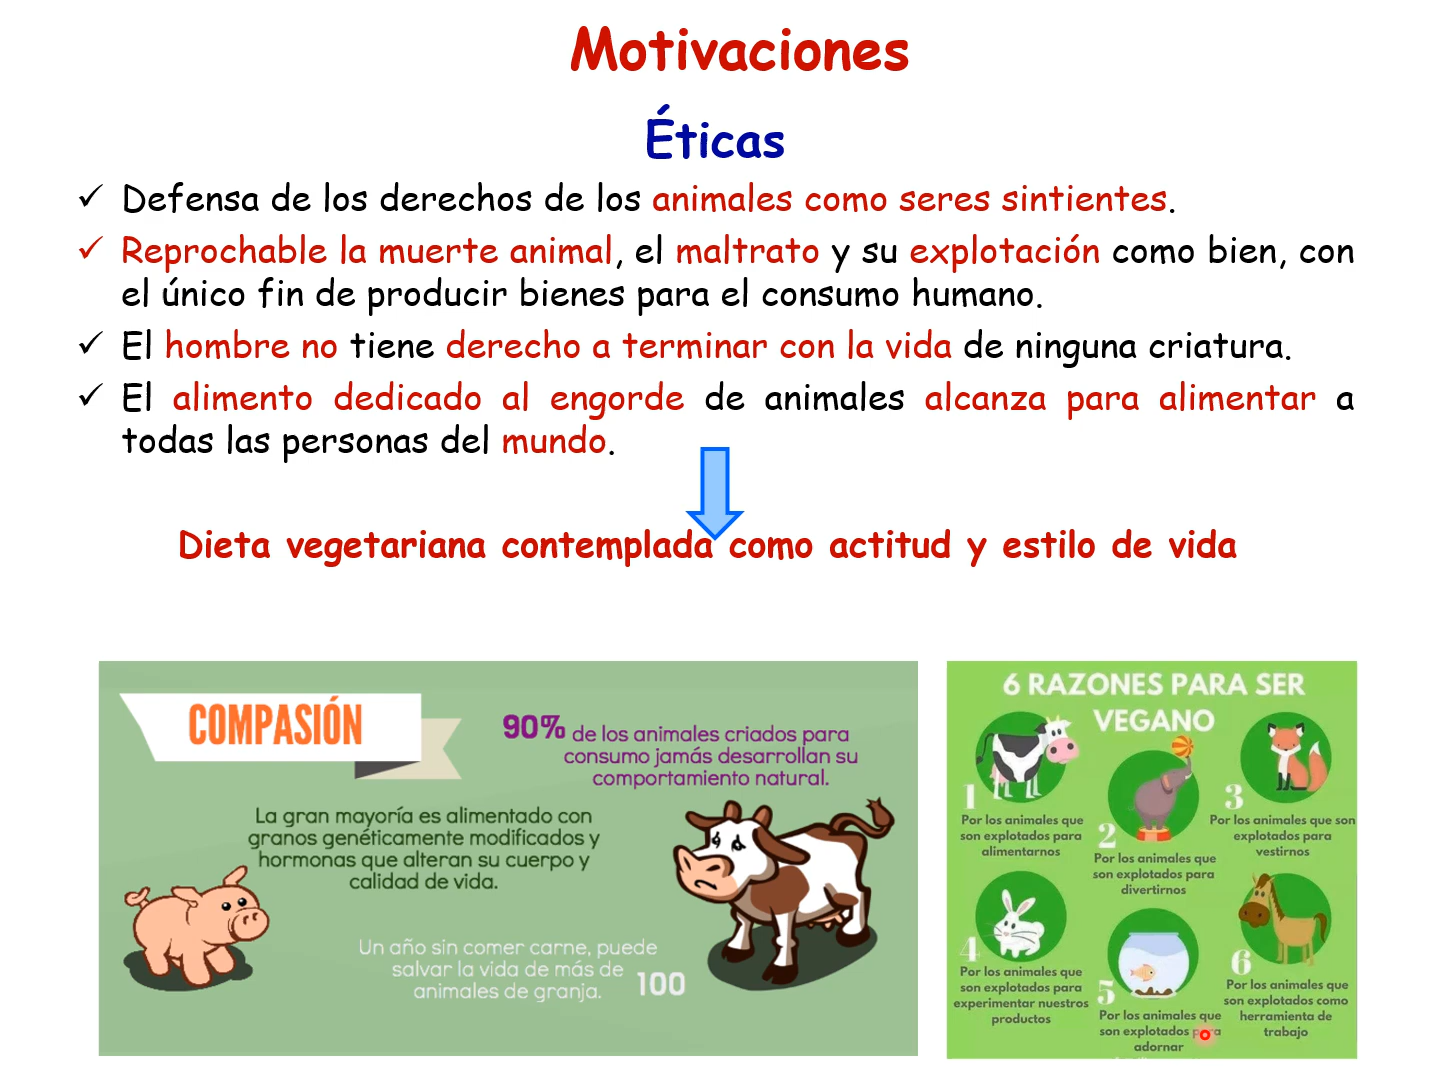 Motivaciones
Éticas
✓ Defensa de los derechos de los animales como seres sintientes.
✓ Reprochable la muerte animal, el maltrato y su explotación como bien, con
el único fin de producir bienes para el consumo humano.
✓ El hombre no tiene derecho a terminar con la vida de ninguna criatura.
✓ El alimento dedicado al engorde de animales alcanza para alimentar a
todas las personas del mundo.
Dieta vegetariana contemplada como actitud y estilo de vida
COMPASIÓN
90% de los animales criados para
consumo jamás desarrollan su
comportamiento natural.
La gran mayoría es alimentado con
granos genéticamente modificados y
hormonas que alteran su cuerpo y
calidad de vida.
Un año sin comer carne, puede
salvar la vida de más de
animales de granja. 100
6 RAZONES PARA SER
VEGANO
1
Por los animales que
son explotados para
alimentarnos
2
Por los animales que
son explotados para
divertirnos
3
Por los animales que son
explotados para
vestirnos
4
Por los animales que
son explotados para
experimentar nuestros
productos
5
Por los animales que
son explotados para
adornar
6
Por los animales que
son explotados como
herramienta de
trabajo